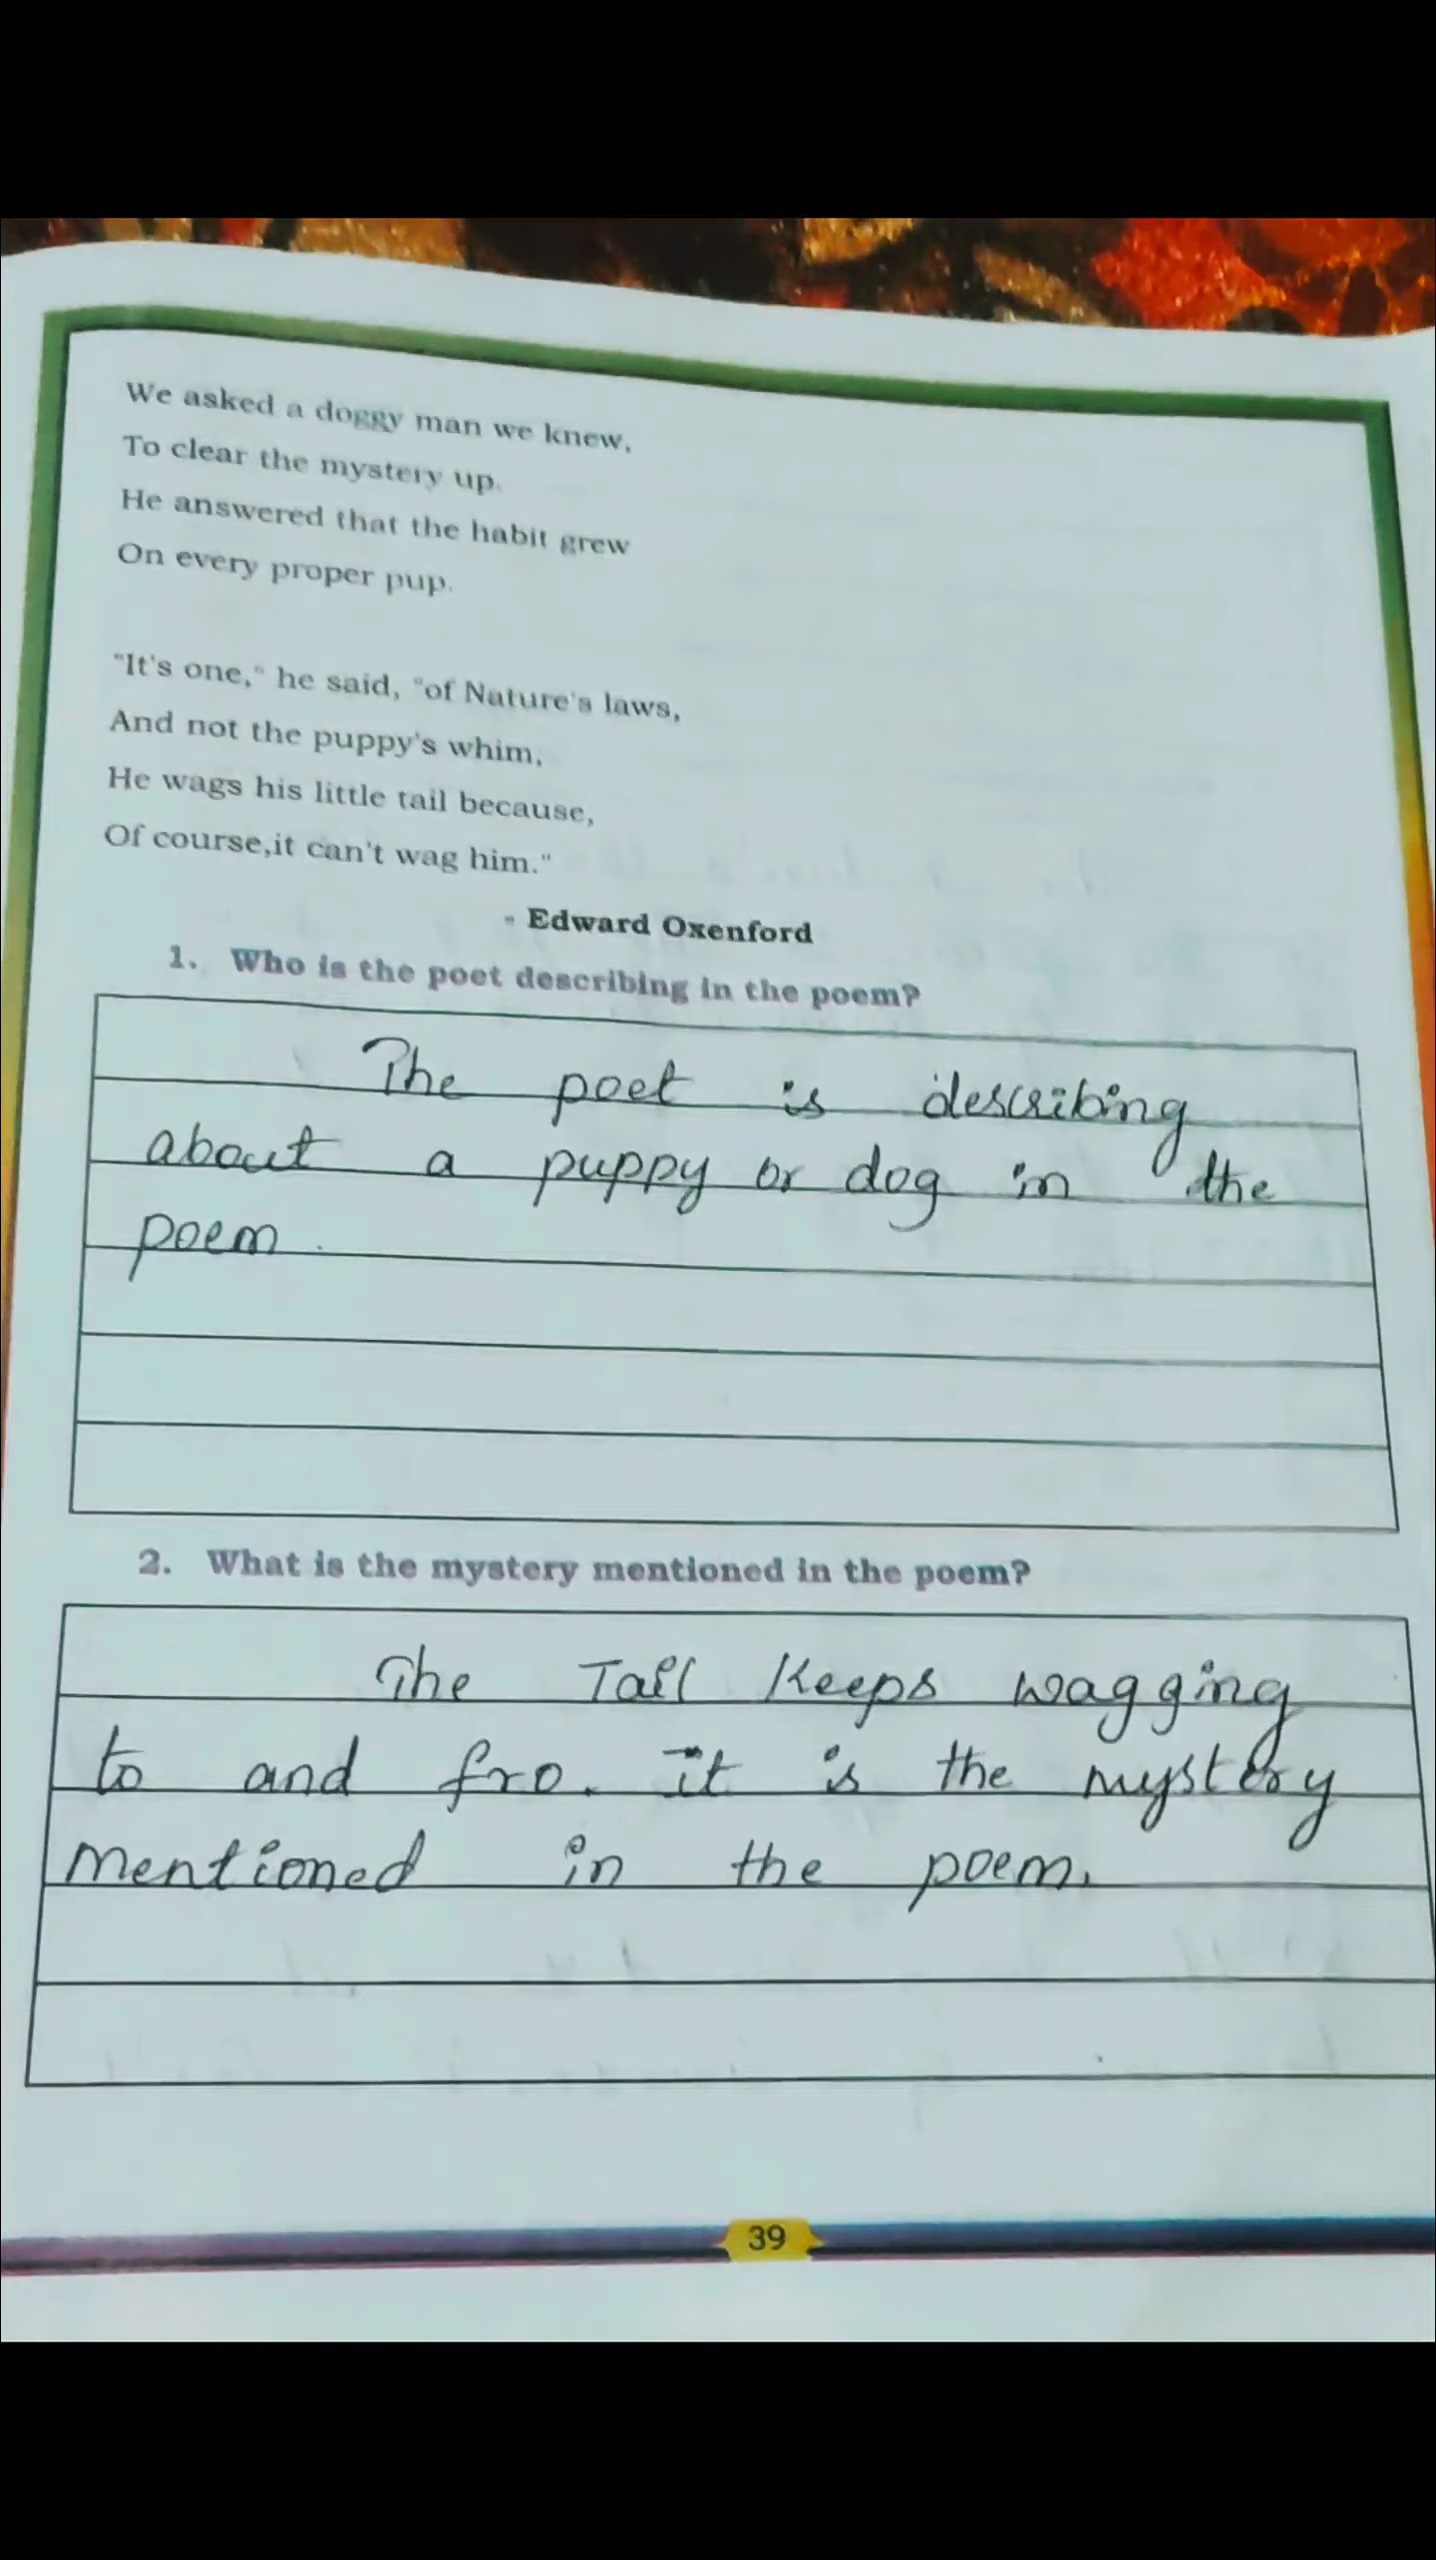 We asked a doggy man we knew,
To clear the mystery up.
He answered that the habit grew
On every proper pup.
"It's one," he said, "of Nature's laws,
And not the puppy's whim,
He wags his little tail because,
Of course,it can't wag him."
- Edward Oxenford
1. Who is the poet describing in the poem?
The poet is describing
about a puppy or dog in the
poem.
2. What is the mystery mentioned in the poem?
The Tail Keeps wagging
to and fro. it is the mystery
mentioned in the poem.
39